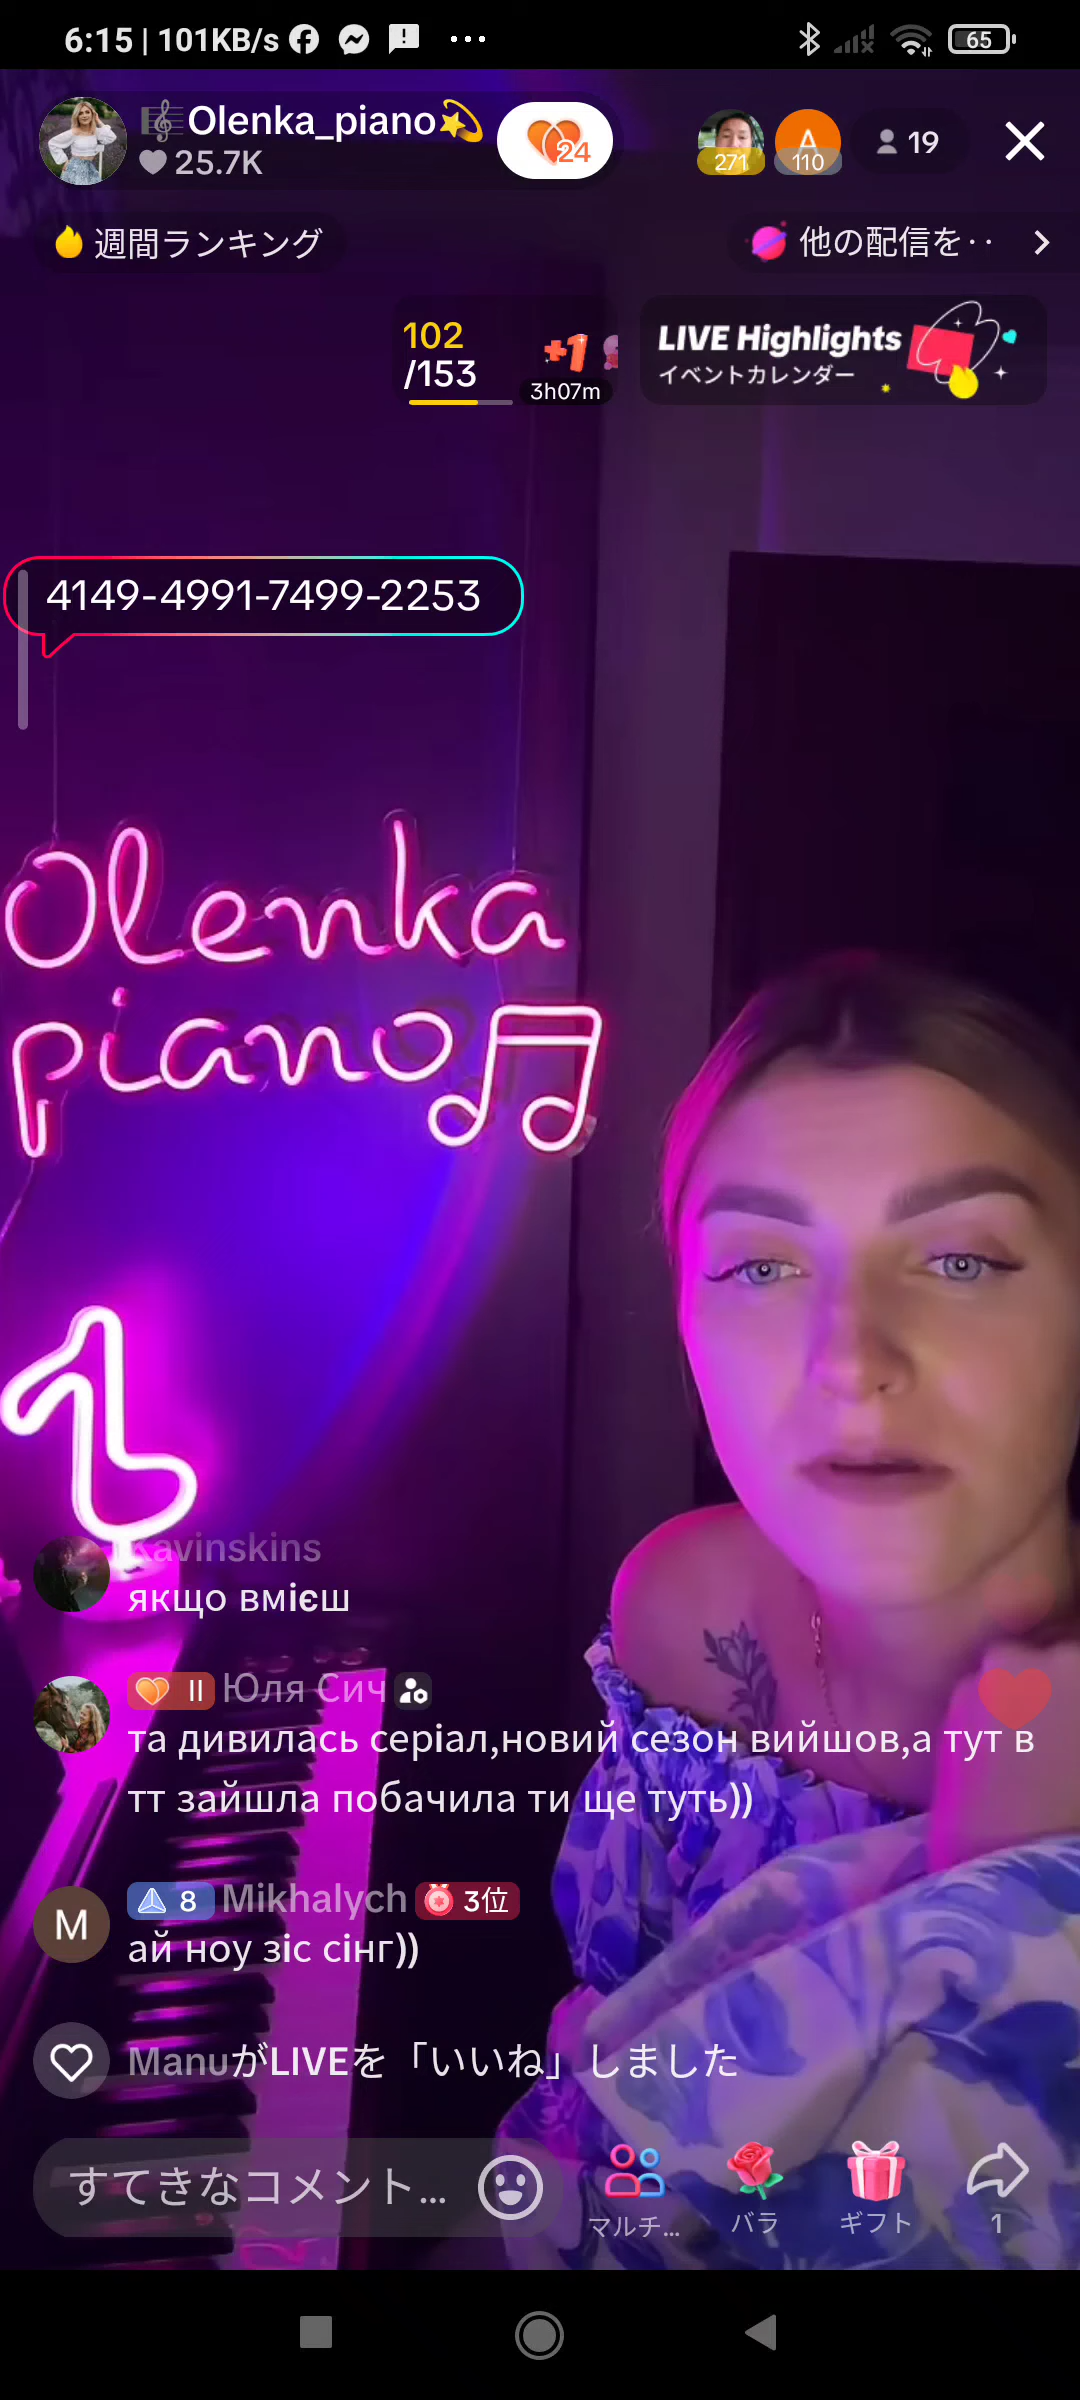 6:15 | 101KB/s
65
Olenka_piano
25.7K
24
271
A
110
19
週間ランキング
他の配信を‥
102
/153
+1
3h07m
LIVE Highlights
イベントカレンダー
4149-4991-7499-2253
Olenka
piano
Kavinskins
якщо вмієш
II Юля Сич
та дивилась серіал,новий сезон вийшов,а тут в
тт зайшла побачила ти ще туть))
M
8 Mikhalych 3位
ай ноу зіс сінг))
ManuがLIVEを「いいね」しました
すてきなコメント...
マルチ...
バラ
ギフト
1